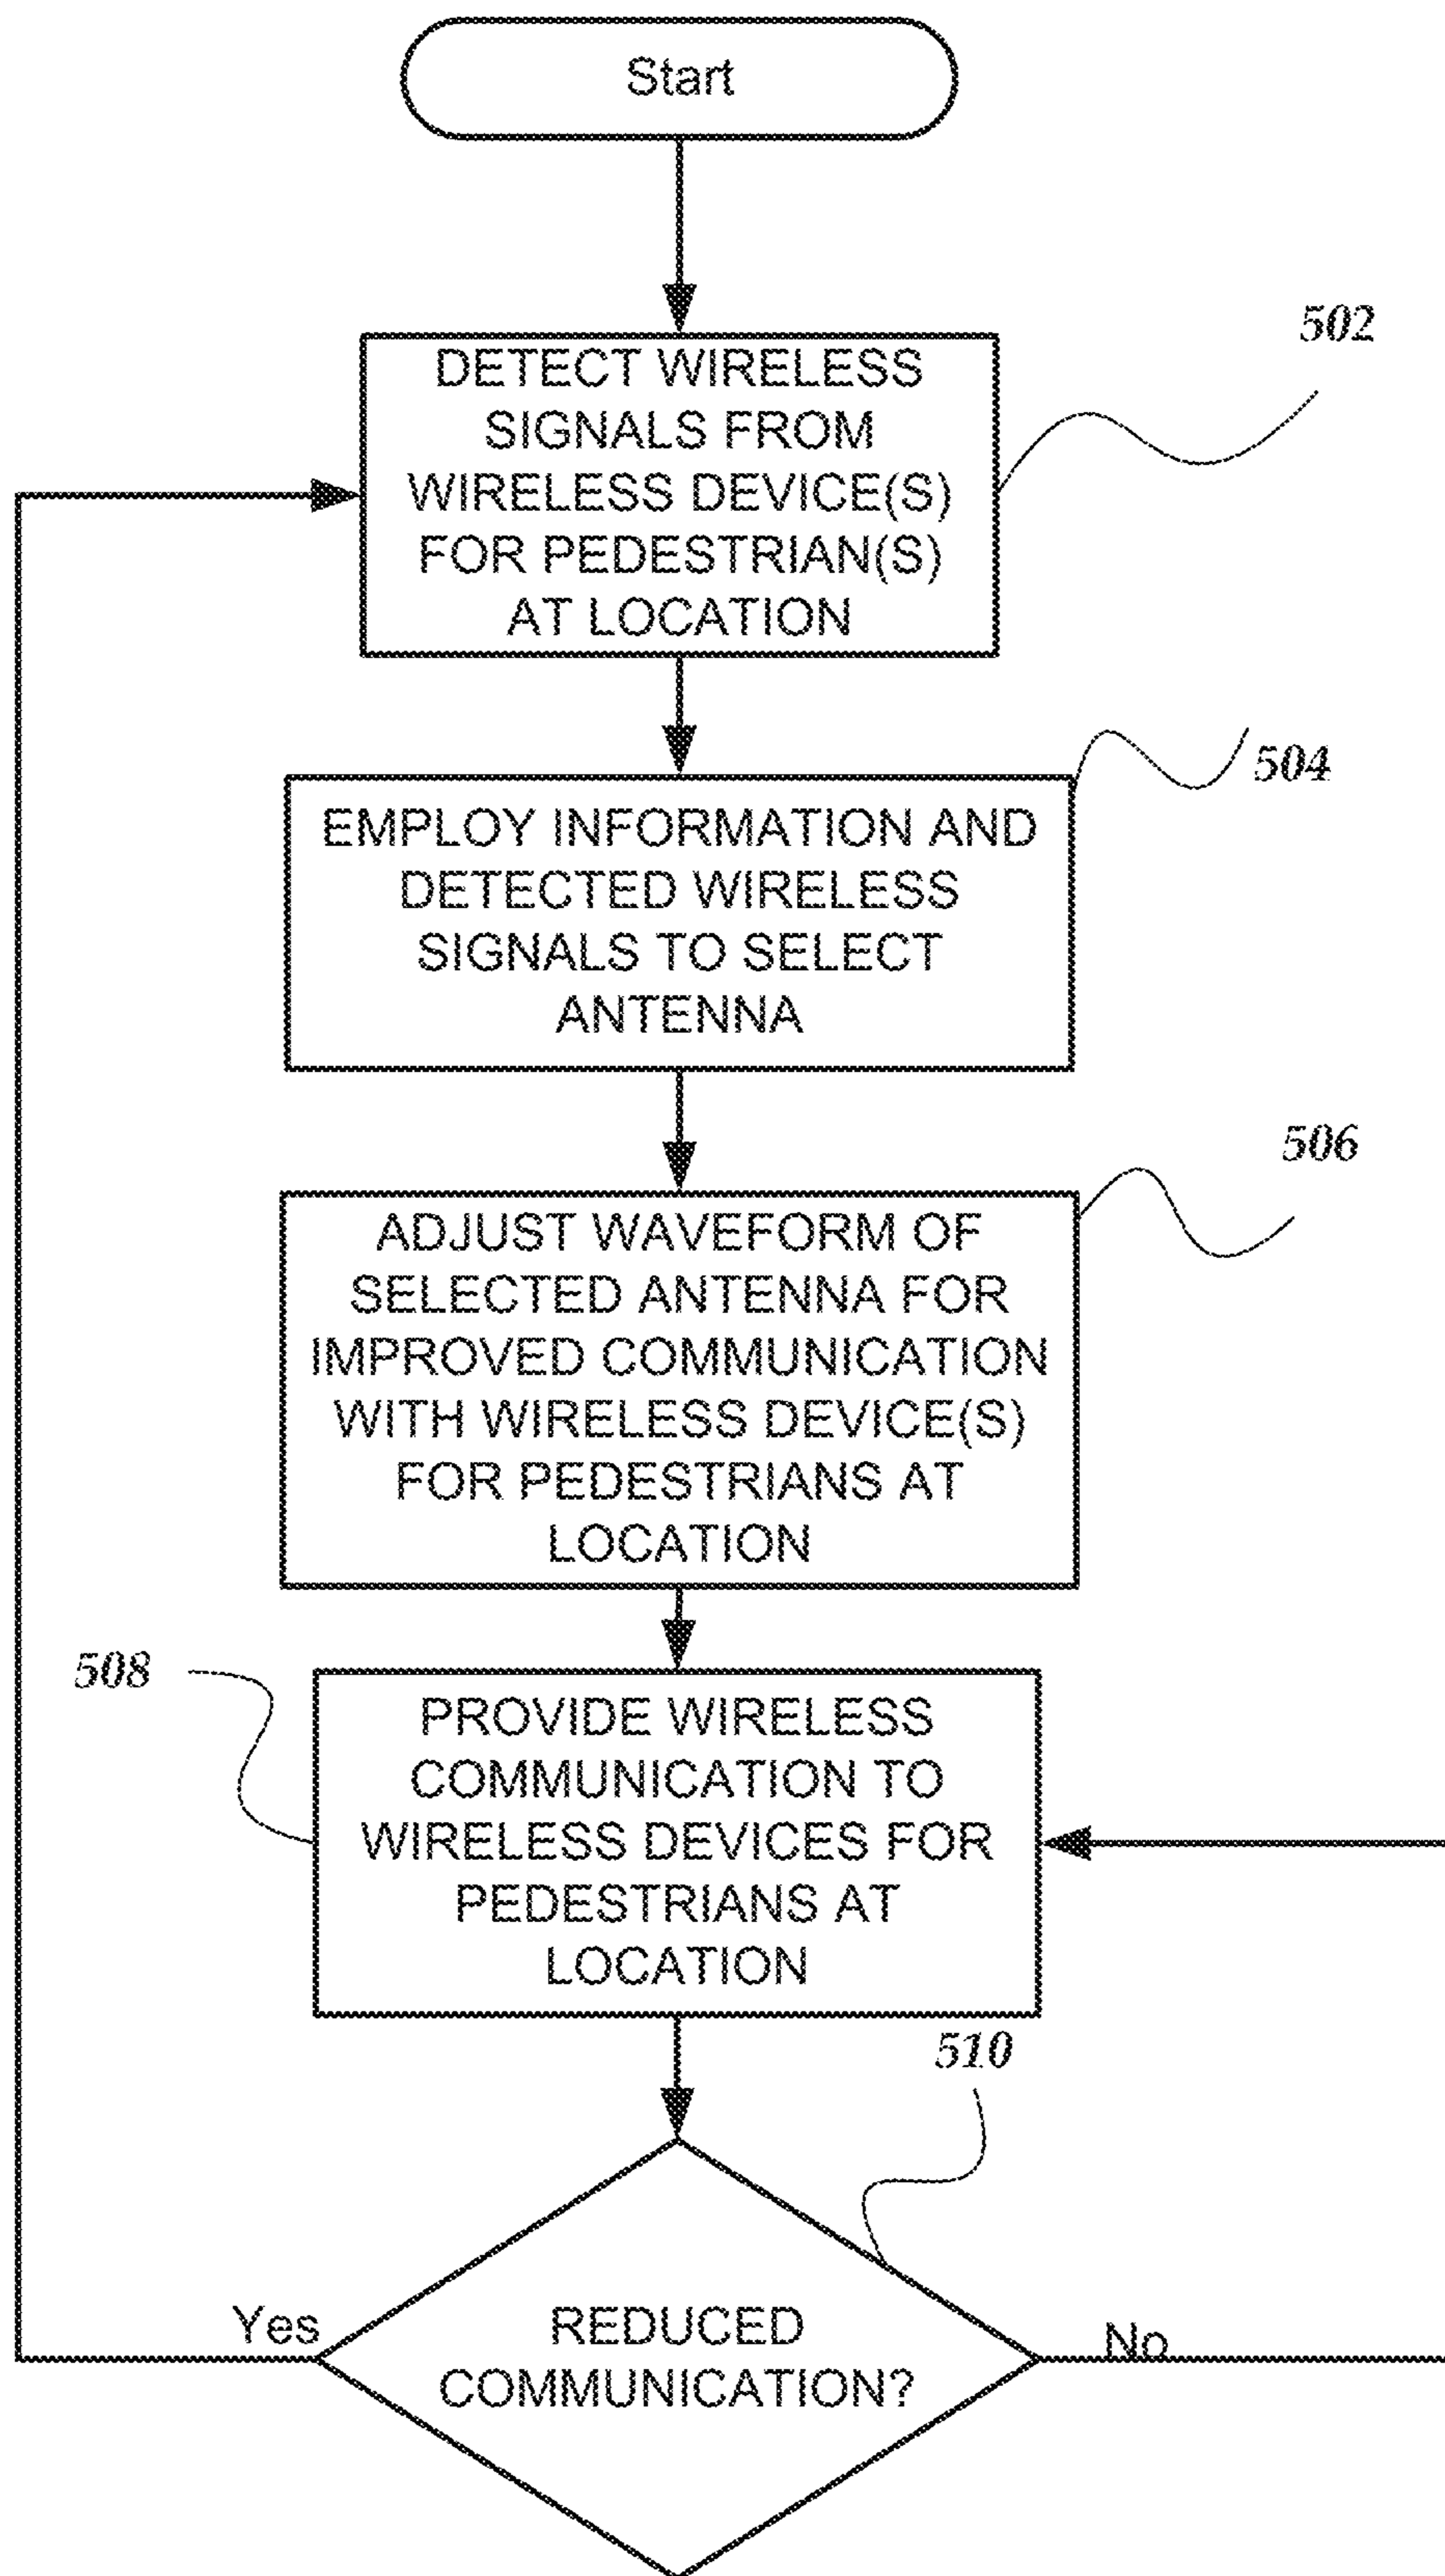 Start
502
DETECT WIRELESS
SIGNALS FROM
WIRELESS DEVICE(S)
FOR PEDESTRIAN(S)
AT LOCATION
504
EMPLOY INFORMATION AND
DETECTED WIRELESS
SIGNALS TO SELECT
ANTENNA
506
ADJUST WAVEFORM OF
SELECTED ANTENNA FOR
IMPROVED COMMUNICATION
WITH WIRELESS DEVICE(S)
FOR PEDESTRIANS AT
LOCATION
508
PROVIDE WIRELESS
COMMUNICATION TO
WIRELESS DEVICES FOR
PEDESTRIANS AT
LOCATION
510
Yes
REDUCED
COMMUNICATION?
No